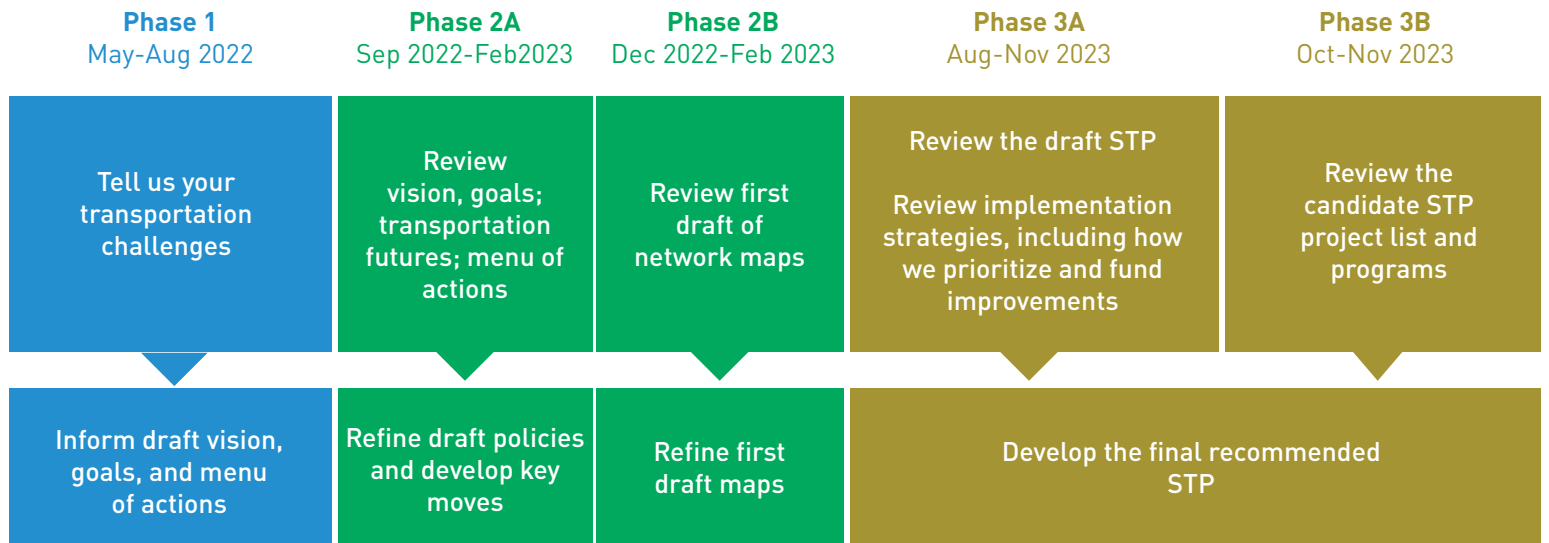 Phase 1
May-Aug 2022
Phase 2A
Sep 2022-Feb2023
Phase 2B
Dec 2022-Feb 2023
Phase 3A
Aug-Nov 2023
Phase 3B
Oct-Nov 2023
Tell us your
transportation
challenges
Review
vision, goals;
transportation
futures; menu of
actions
Review first
draft of
network maps
Review the draft STP
Review implementation
strategies, including how
we prioritize and fund
improvements
Review the
candidate STP
project list and
programs
Inform draft vision,
goals, and menu
of actions
Refine draft policies
and develop key
moves
Refine first
draft maps
Develop the final recommended
STP